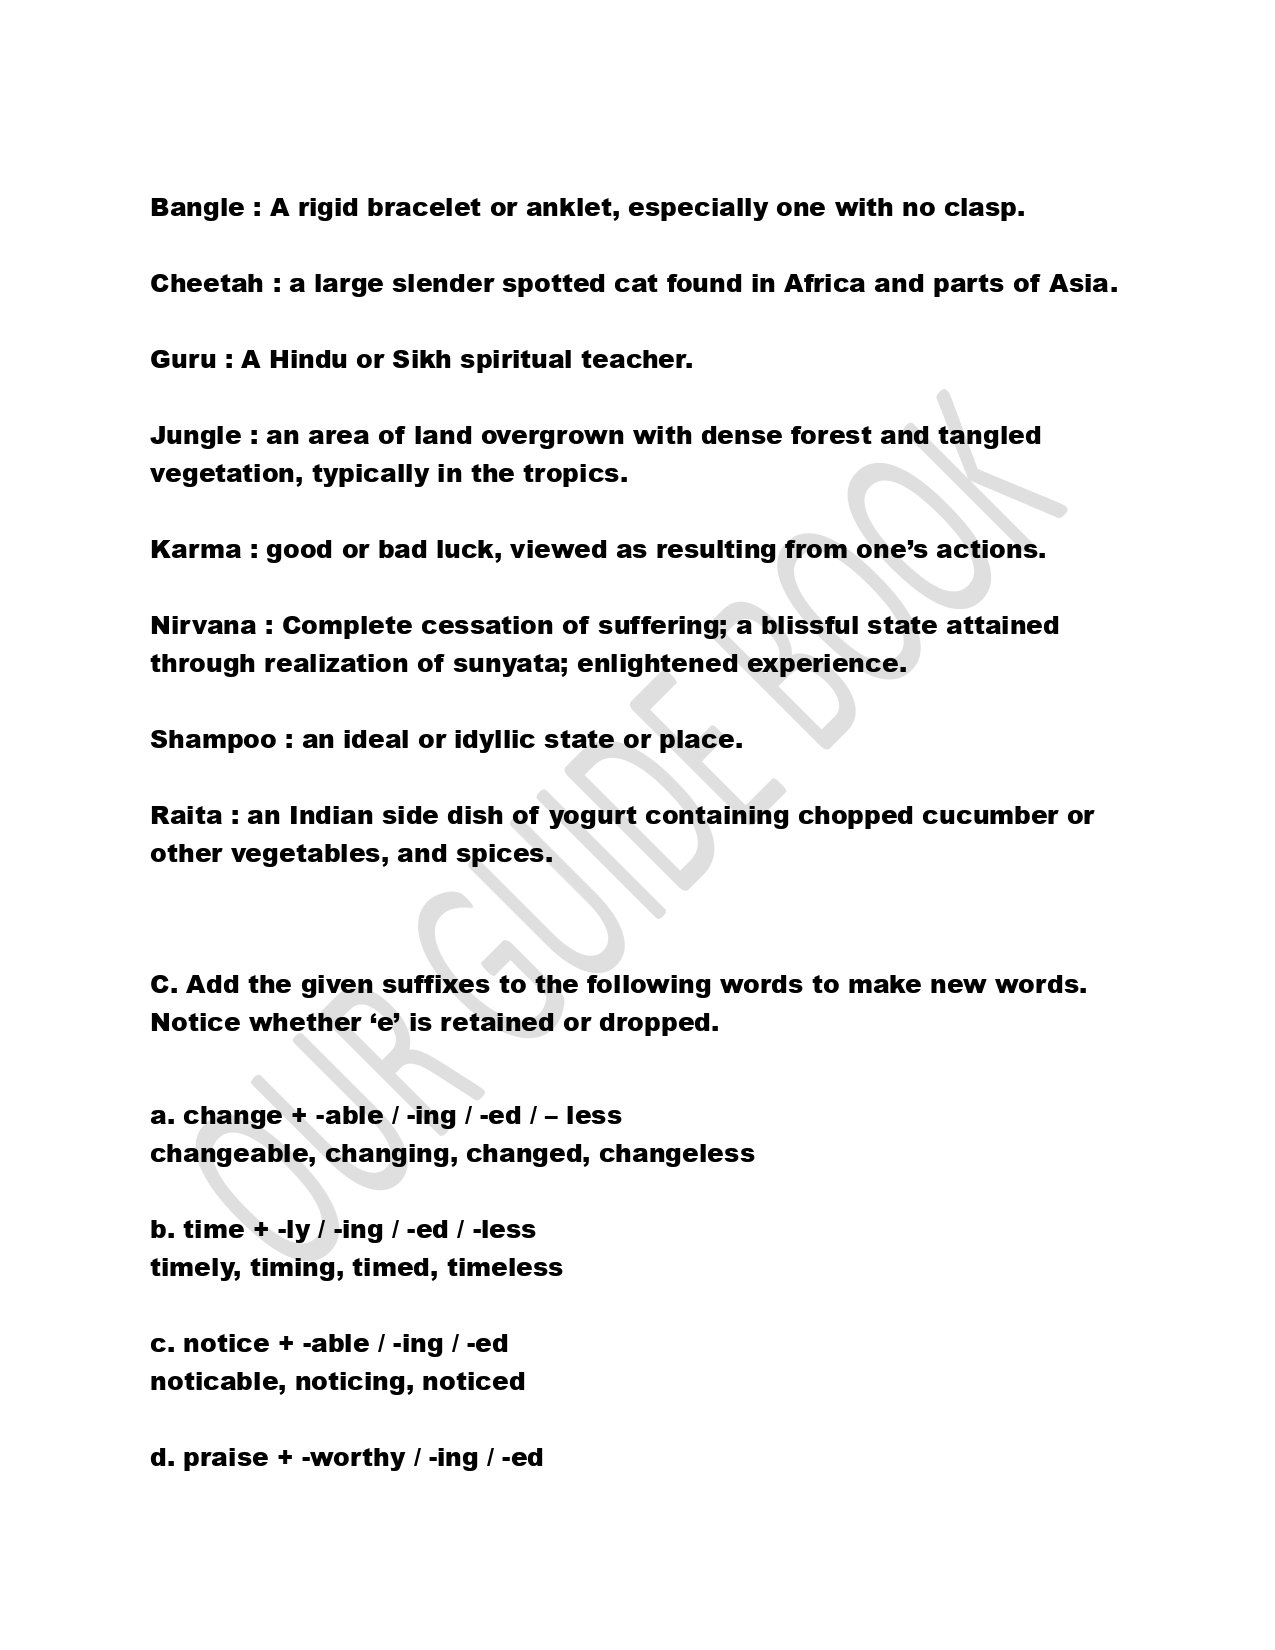 Bangle : A rigid bracelet or anklet, especially one with no clasp.
Cheetah : a large slender spotted cat found in Africa and parts of Asia.
Guru : A Hindu or Sikh spiritual teacher.
Jungle : an area of land overgrown with dense forest and tangled
vegetation, typically in the tropics.
Karma : good or bad luck, viewed as resulting from one’s actions.
Nirvana : Complete cessation of suffering; a blissful state attained
through realization of sunyata; enlightened experience.
Shampoo : an ideal or idyllic state or place.
Raita : an Indian side dish of yogurt containing chopped cucumber or
other vegetables, and spices.
C. Add the given suffixes to the following words to make new words.
Notice whether ‘e’ is retained or dropped.
a. change + -able / -ing / -ed / – less
changeable, changing, changed, changeless
b. time + -ly / -ing / -ed / -less
timely, timing, timed, timeless
c. notice + -able / -ing / -ed
noticable, noticing, noticed
d. praise + -worthy / -ing / -ed
OUR GUIDE BOOK